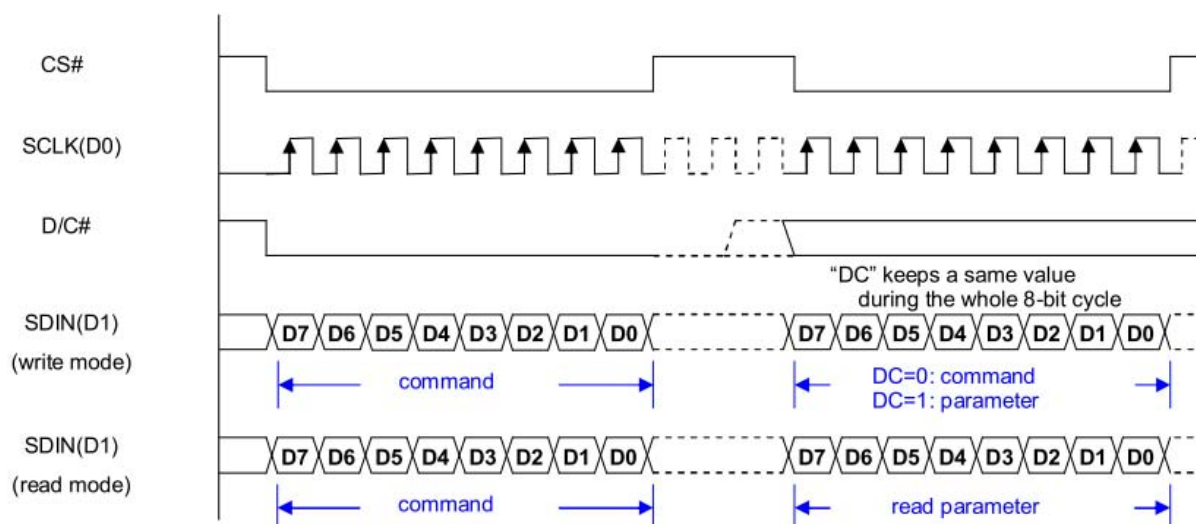 CS#
SCLK(D0)
D/C#
“DC” keeps a same value
during the whole 8-bit cycle
SDIN(D1)
(write mode)
D7 D6 D5 D4 D3 D2 D1 D0
D7 D6 D5 D4 D3 D2 D1 D0
command
DC=0: command
DC=1: parameter
SDIN(D1)
(read mode)
D7 D6 D5 D4 D3 D2 D1 D0
D7 D6 D5 D4 D3 D2 D1 D0
command
read parameter